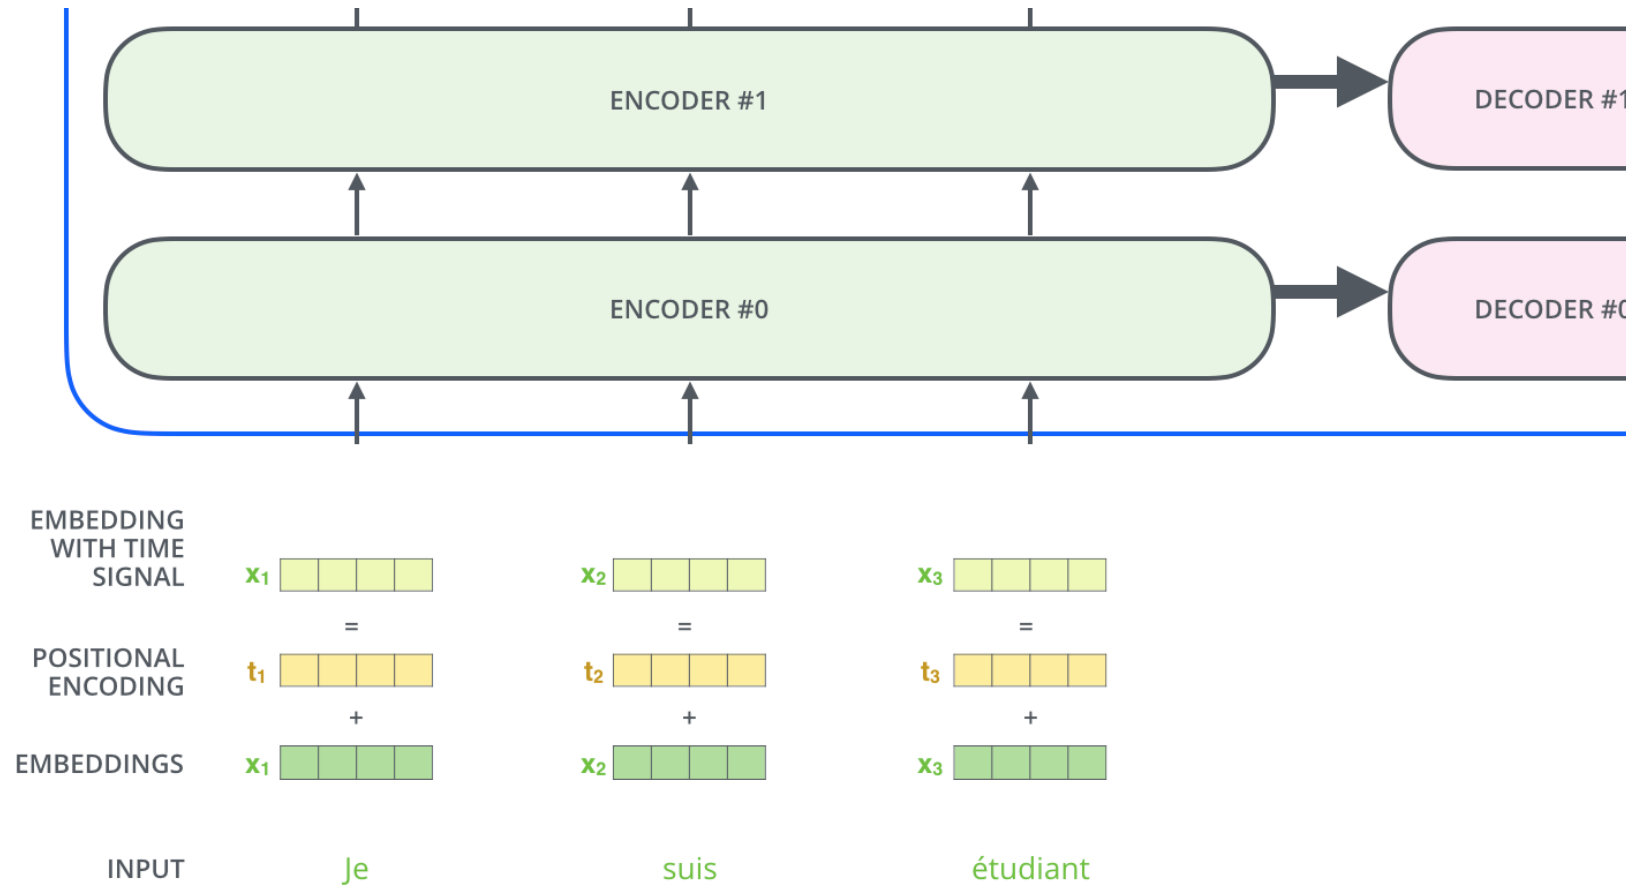 ENCODER #1
DECODER #1
ENCODER #0
DECODER #0
EMBEDDING
WITH TIME
SIGNAL
x₁
x₂
x₃
= = =
POSITIONAL
ENCODING
t₁
t₂
t₃
+ + +
EMBEDDINGS
x₁
x₂
x₃
INPUT
Je
suis
étudiant